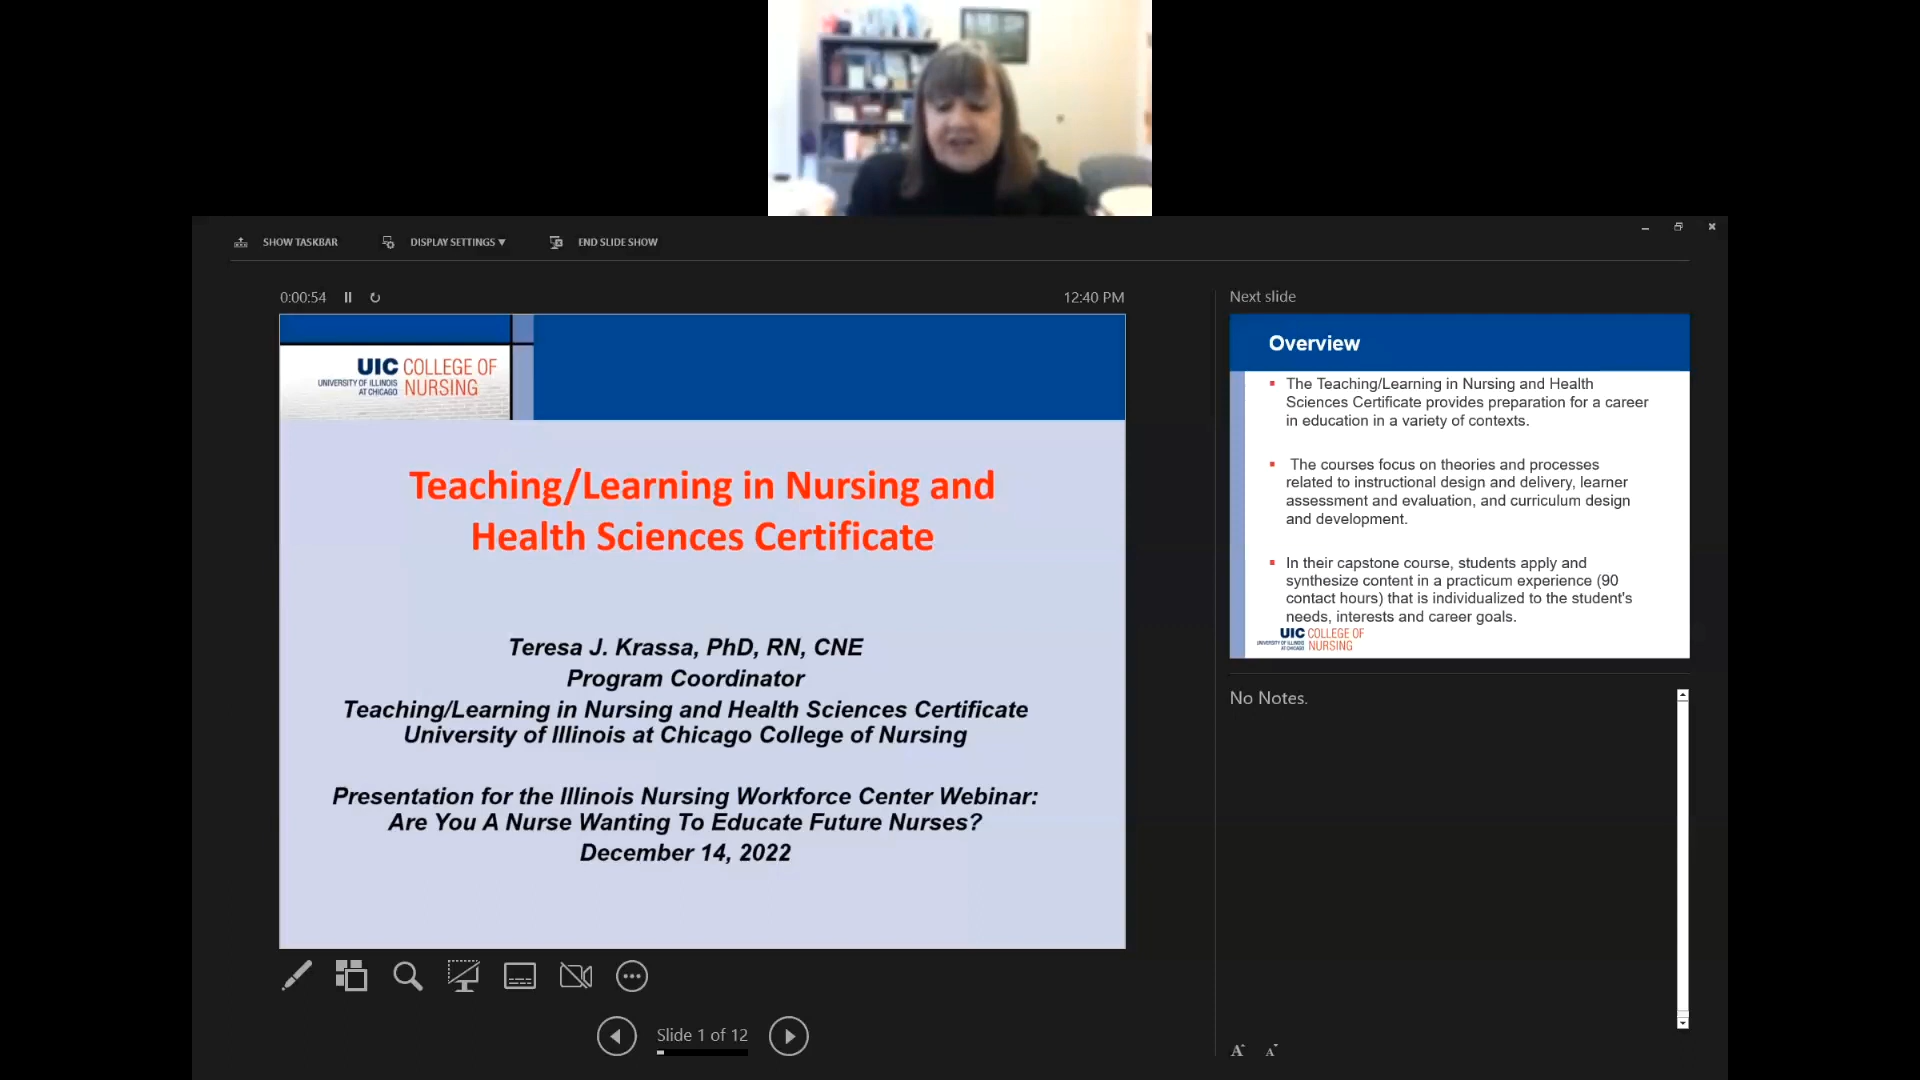 SHOW TASKBAR
DISPLAY SETTINGS ▾
END SLIDE SHOW
0:00:54
12:40 PM
UIC COLLEGE OF
UNIVERSITY OF ILLINOIS
AT CHICAGO
NURSING
Teaching/Learning in Nursing and
Health Sciences Certificate
Teresa J. Krassa, PhD, RN, CNE
Program Coordinator
Teaching/Learning in Nursing and Health Sciences Certificate
University of Illinois at Chicago College of Nursing
Presentation for the Illinois Nursing Workforce Center Webinar:
Are You A Nurse Wanting To Educate Future Nurses?
December 14, 2022
Slide 1 of 12
Next slide
Overview
▪ The Teaching/Learning in Nursing and Health
Sciences Certificate provides preparation for a career
in education in a variety of contexts.
▪ The courses focus on theories and processes
related to instructional design and delivery, learner
assessment and evaluation, and curriculum design
and development.
▪ In their capstone course, students apply and
synthesize content in a practicum experience (90
contact hours) that is individualized to the student's
needs, interests and career goals.
UIC COLLEGE OF
UNIVERSITY OF ILLINOIS
AT CHICAGO
NURSING
No Notes.
A A